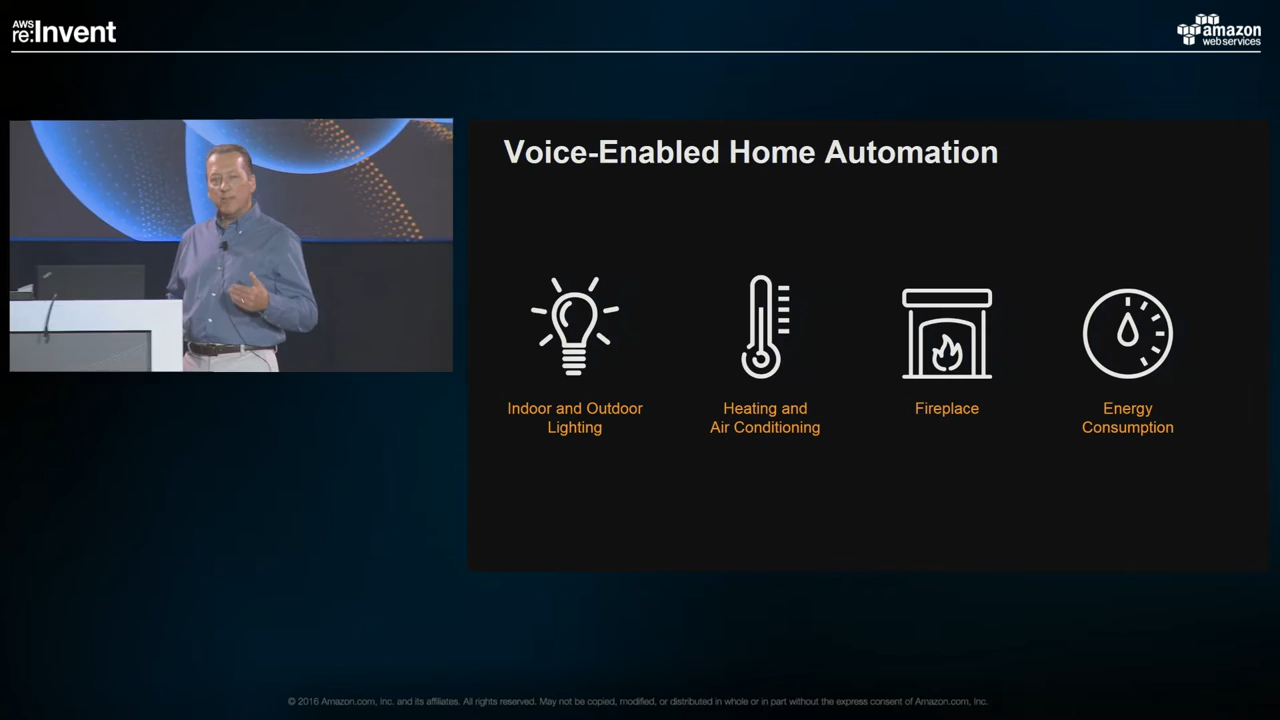 AWS
re:Invent
amazon
webservices
Voice-Enabled Home Automation
Indoor and Outdoor
Lighting
Heating and
Air Conditioning
Fireplace
Energy
Consumption
© 2016 Amazon.com, Inc. and its affiliates. All rights reserved. May not be copied, modified, or distributed in whole or in part without the express consent of Amazon.com, Inc.